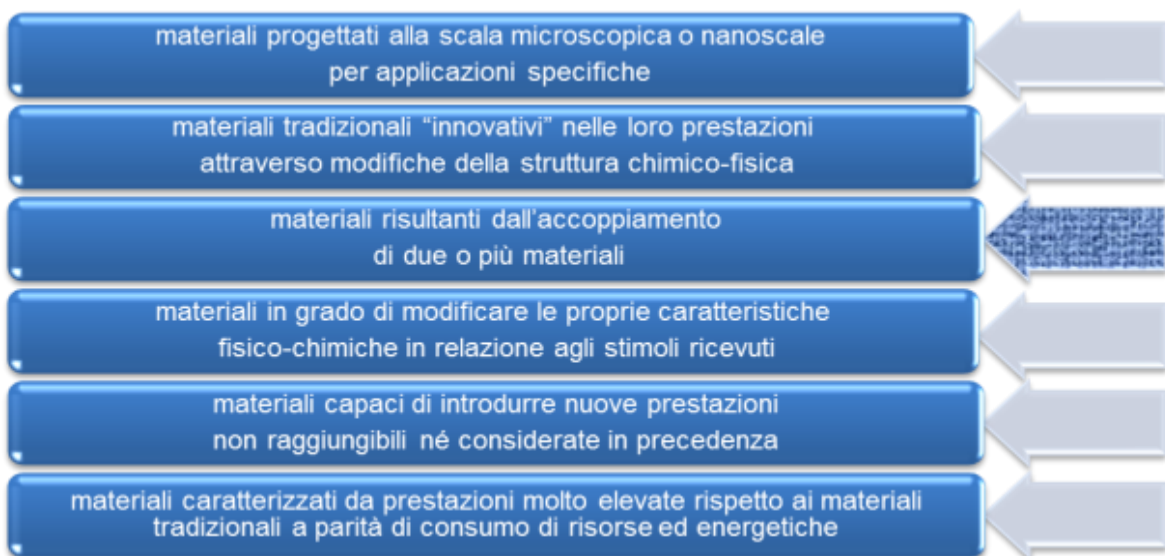 materiali progettati alla scala microscopica o nanoscale
per applicazioni specifiche
materiali tradizionali “innovativi” nelle loro prestazioni
attraverso modifiche della struttura chimico-fisica
materiali risultanti dall’accoppiamento
di due o più materiali
materiali in grado di modificare le proprie caratteristiche
fisico-chimiche in relazione agli stimoli ricevuti
materiali capaci di introdurre nuove prestazioni
non raggiungibili né considerate in precedenza
materiali caratterizzati da prestazioni molto elevate rispetto ai materiali
tradizionali a parità di consumo di risorse ed energetiche